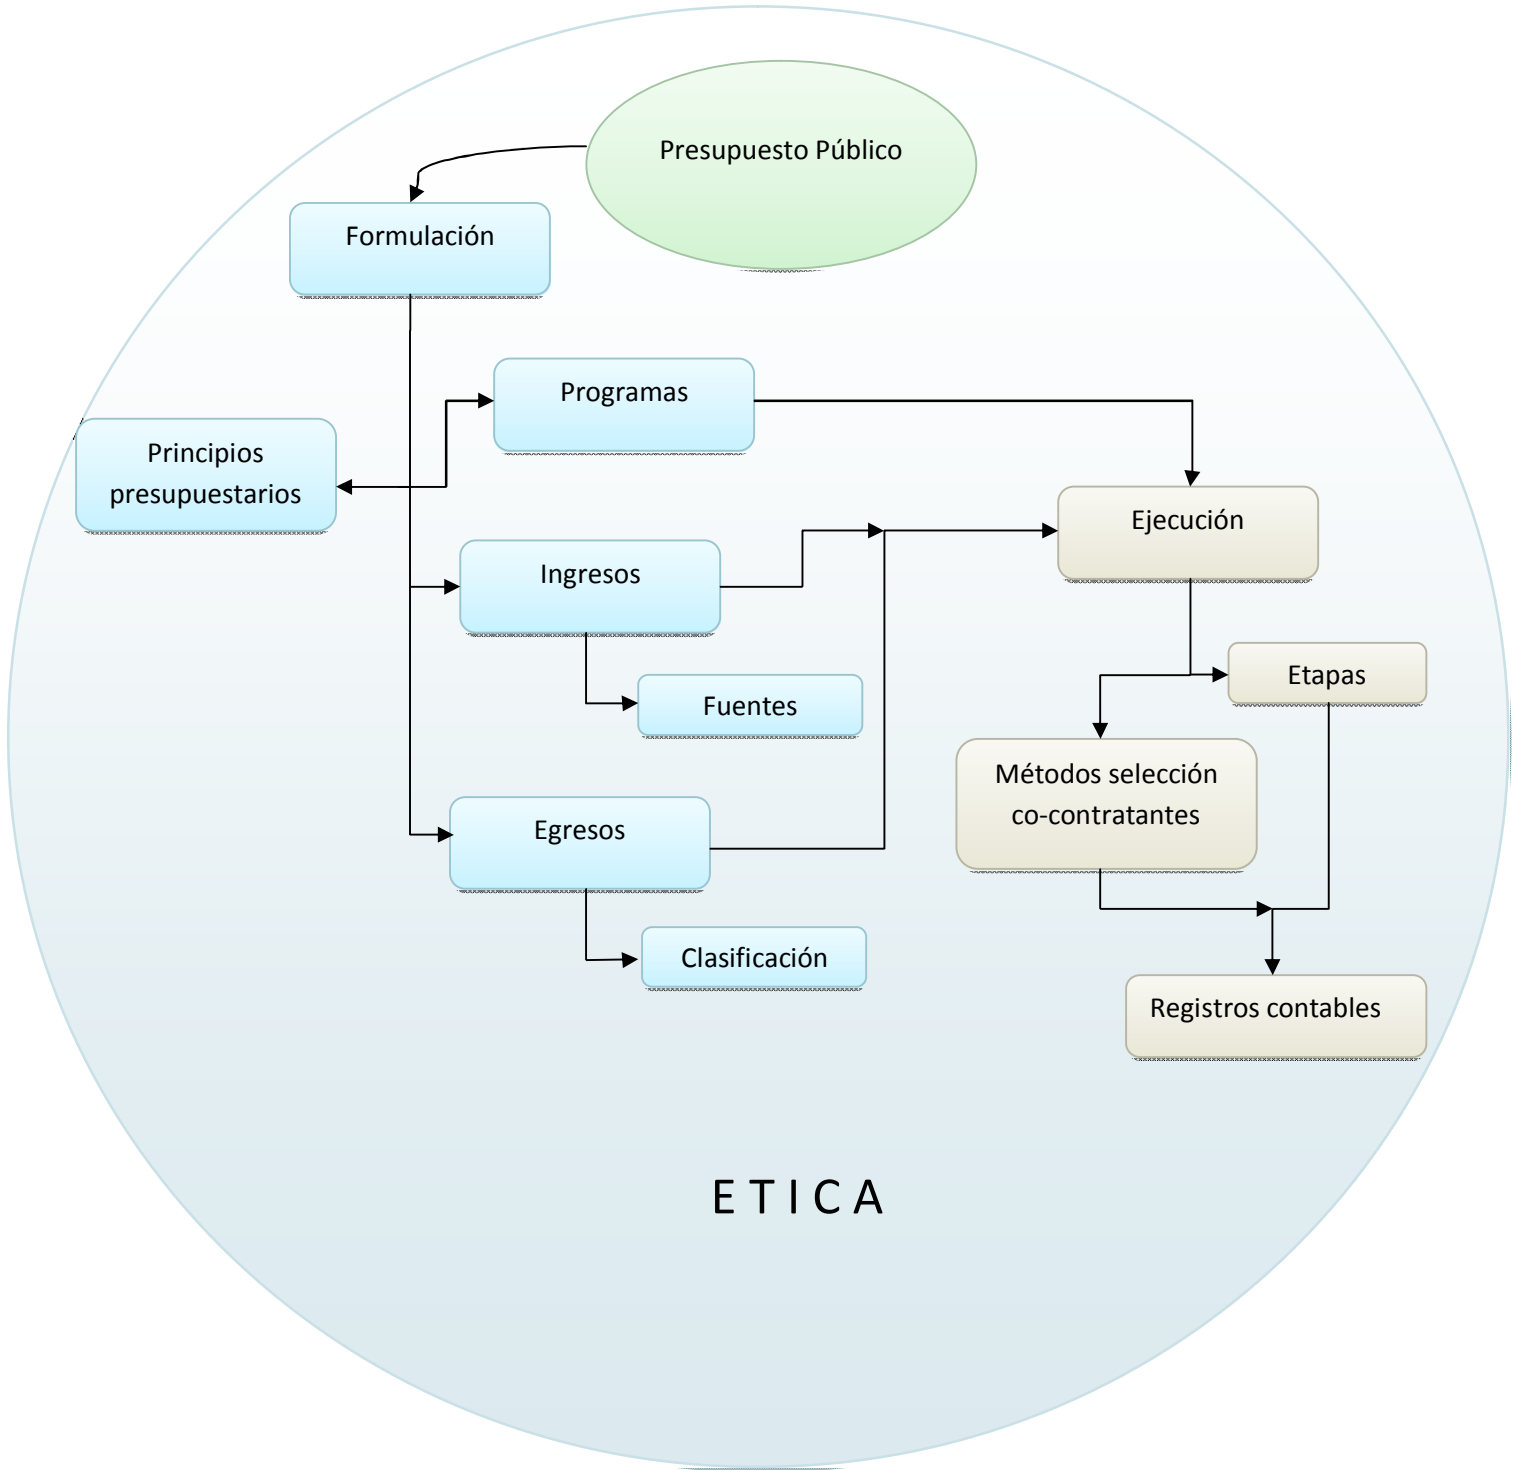 Presupuesto Público
Formulación
Programas
Principios
presupuestarios
Ejecución
Ingresos
Etapas
Fuentes
Métodos selección
co-contratantes
Egresos
Clasificación
Registros contables
E T I C A